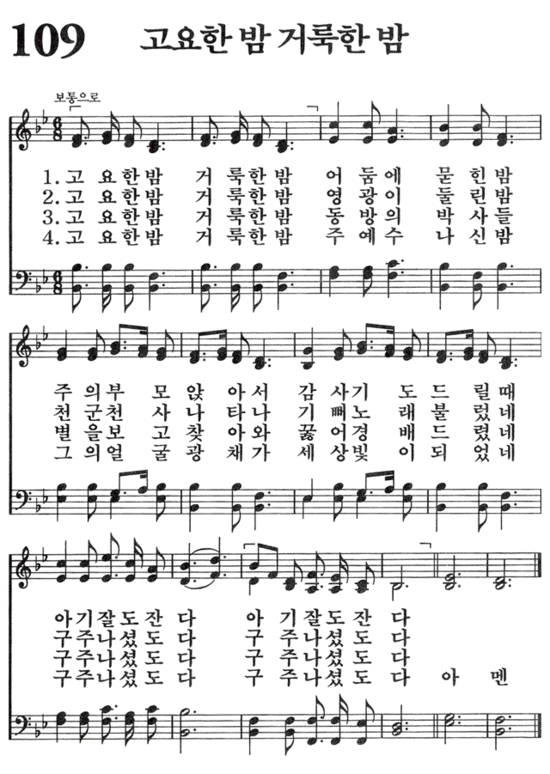 109 고요한 밤 거룩한 밤
보통으로
1. 고 요 한 밤 거 룩 한 밤 어 둠 에 묻 힌 밤
2. 고 요 한 밤 거 룩 한 밤 영 광 이 둘 린 밤
3. 고 요 한 밤 거 룩 한 밤 동 방 의 박 사 들
4. 고 요 한 밤 거 룩 한 밤 주 예 수 나 신 밤
주 의 부 모 앉 아 서 감 사 기 도 드 릴 때
천 군 천 사 나 타 나 기 뻐 노 래 불 렀 네
별 을 보 고 찾 아 와 꿇 어 경 배 드 렸 네
그 의 얼 굴 광 채 가 세 상 빛 이 되 었 네
아 기 잘 도 잔 다 아 기 잘 도 잔 다
구 주 나 셨 도 다 구 주 나 셨 도 다
구 주 나 셨 도 다 구 주 나 셨 도 다
구 주 나 셨 도 다 구 주 나 셨 도 다 아 멘